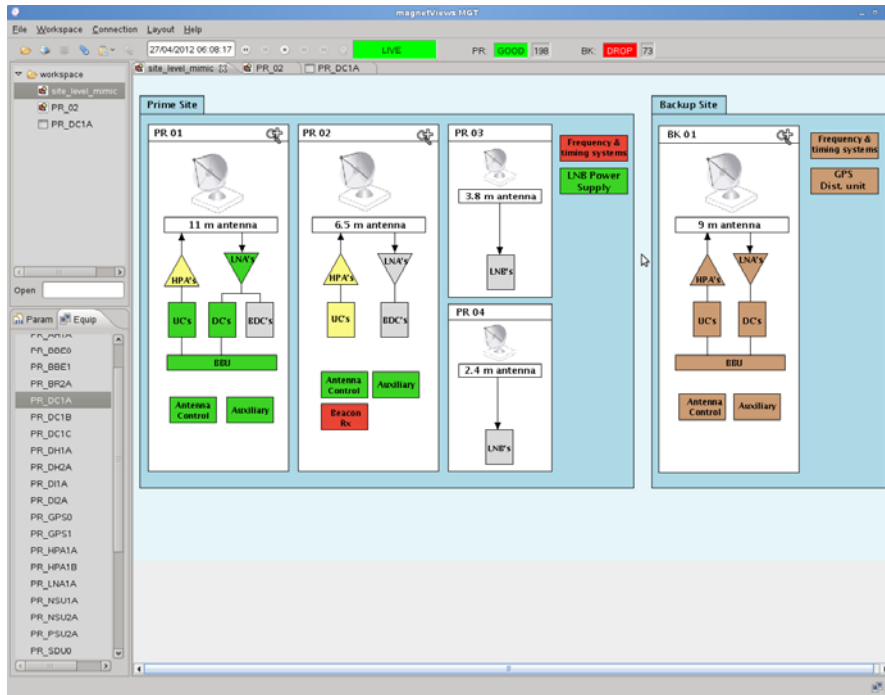 magnetViews MGT
File Workspace Connection Layout Help
27/04/2012 06:08:17
LIVE
PR: GOOD 198
BK: DROP 73
workspace
site_level_mimic
PR_02
PR_DC1A
Open
Param Equip
PR_AH1A
PR_BBE0
PR_BBE1
PR_BR2A
PR_DC1A
PR_DC1B
PR_DC1C
PR_DH1A
PR_DH2A
PR_DI1A
PR_DI2A
PR_GPS0
PR_GPS1
PR_HPA1A
PR_HPA1B
PR_LNA1A
PR_NSU1A
PR_NSU2A
PR_PSU2A
PR_SDU0
site_level_mimic PR_02 PR_DC1A
Prime Site
PR 01
11 m antenna
HPA's
LNA's
UC's
DC's
BDC's
BBU
Antenna
Control
Auxiliary
PR 02
6.5 m antenna
HPA's
LNA's
UC's
BDC's
Antenna
Control
Auxiliary
Beacon
Rx
PR 03
3.8 m antenna
LNB's
PR 04
2.4 m antenna
LNB's
Frequency &
timing systems
LNB Power
Supply
Backup Site
BK 01
9 m antenna
HPA's
LNA's
UC's
DC's
BBU
Antenna
Control
Auxiliary
Frequency &
timing systems
GPS
Dist. unit